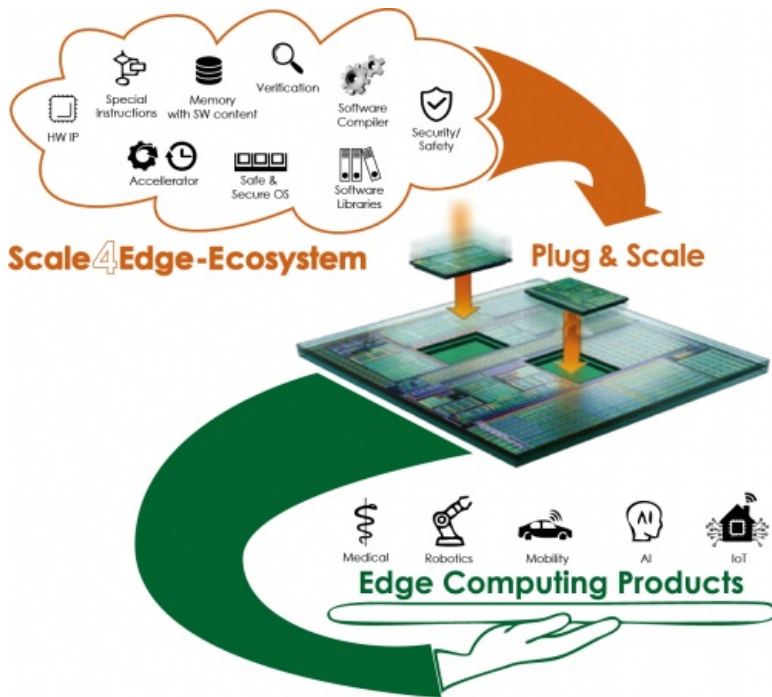 Verification
Special
Instructions
Memory
with SW content
Software
Compiler
HW IP
Security/
Safety
Accellerator
Safe &
Secure OS
Software
Libraries
Scale4Edge-Ecosystem
Plug & Scale
AI
Medical
Robotics
Mobility
AI
IoT
Edge Computing Products